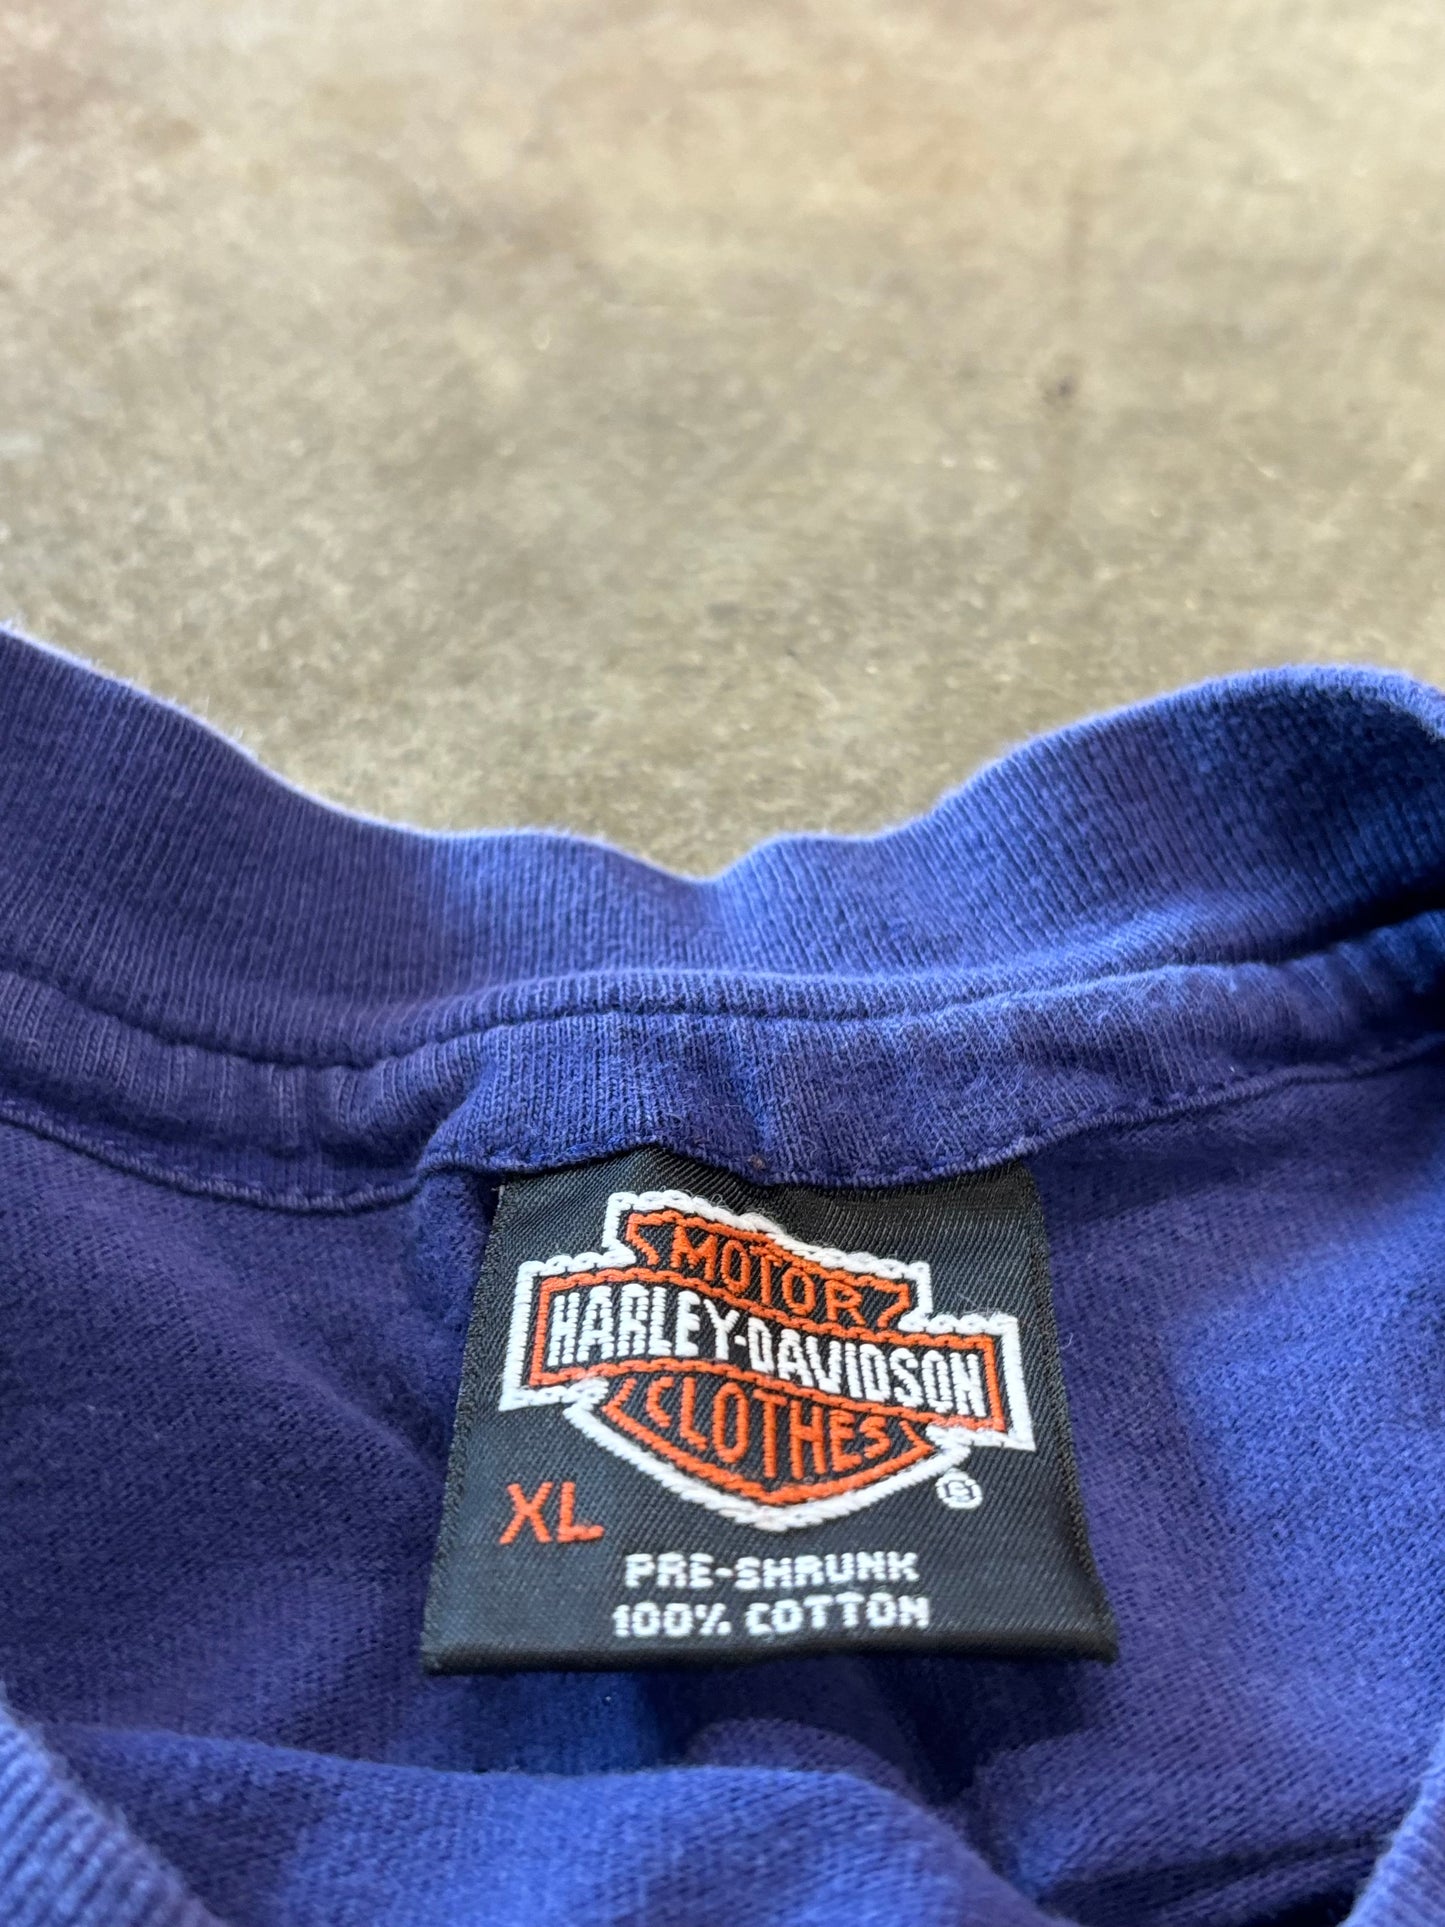 MOTOR
HARLEY-DAVIDSON
CLOTHES
®
XL
PRE-SHRUNK
100% COTTON